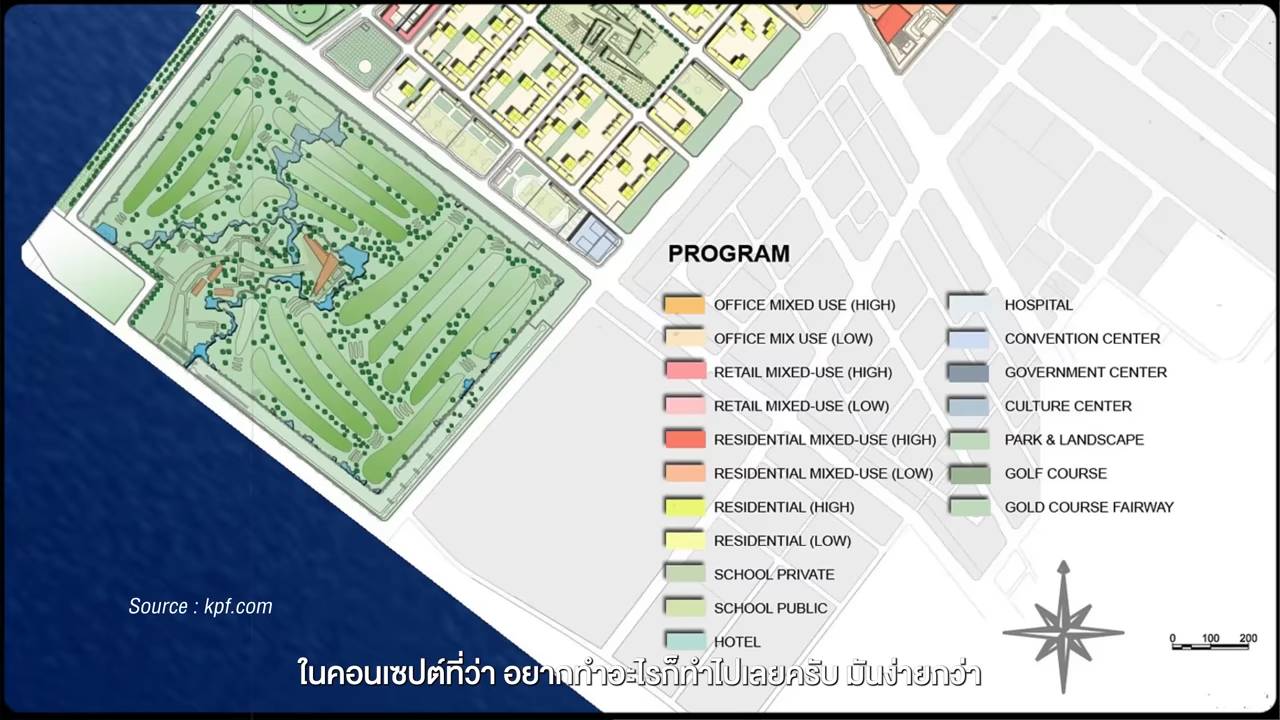 PROGRAM
OFFICE MIXED USE (HIGH)
OFFICE MIX USE (LOW)
RETAIL MIXED-USE (HIGH)
RETAIL MIXED-USE (LOW)
RESIDENTIAL MIXED-USE (HIGH)
RESIDENTIAL MIXED-USE (LOW)
RESIDENTIAL (HIGH)
RESIDENTIAL (LOW)
SCHOOL PRIVATE
SCHOOL PUBLIC
HOTEL
HOSPITAL
CONVENTION CENTER
GOVERNMENT CENTER
CULTURE CENTER
PARK & LANDSCAPE
GOLF COURSE
GOLD COURSE FAIRWAY
0 100 200
Source : kpf.com
ในคอนเซปต์ที่ว่า อยากทำอะไรก็ทำไปเลยครับ มันง่ายกว่า